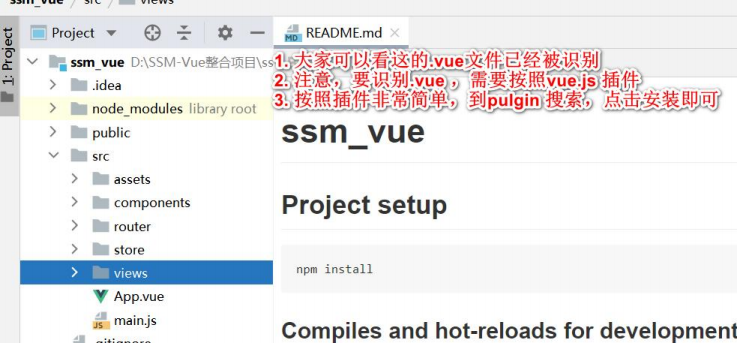 ssm_vue
src
views
Project
README.md
1: Project
ssm_vue D:\SSM-Vue整合项目\ss
.idea
node_modules library root
public
src
assets
components
router
store
views
App.vue
main.js
.gitignore
1. 大家可以看这的.vue文件己经被识别
2. 注意，要识别.vue ，需要按照vue.js 插件
3. 按照插件非常简单，到pulgin 搜索，点击安装即可
ssm_vue
Project setup
npm install
Compiles and hot-reloads for development